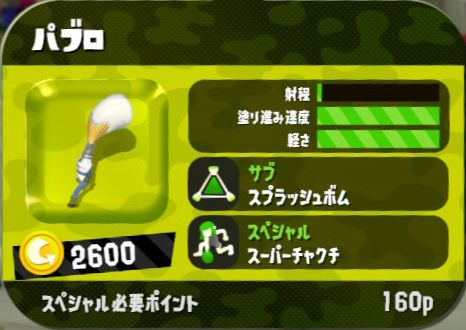 パブロ
射程
塗り進み速度
軽さ
サブ
スプラッシュボム
スペシャル
スーパーチャクチ
2600
スペシャル必要ポイント 160p